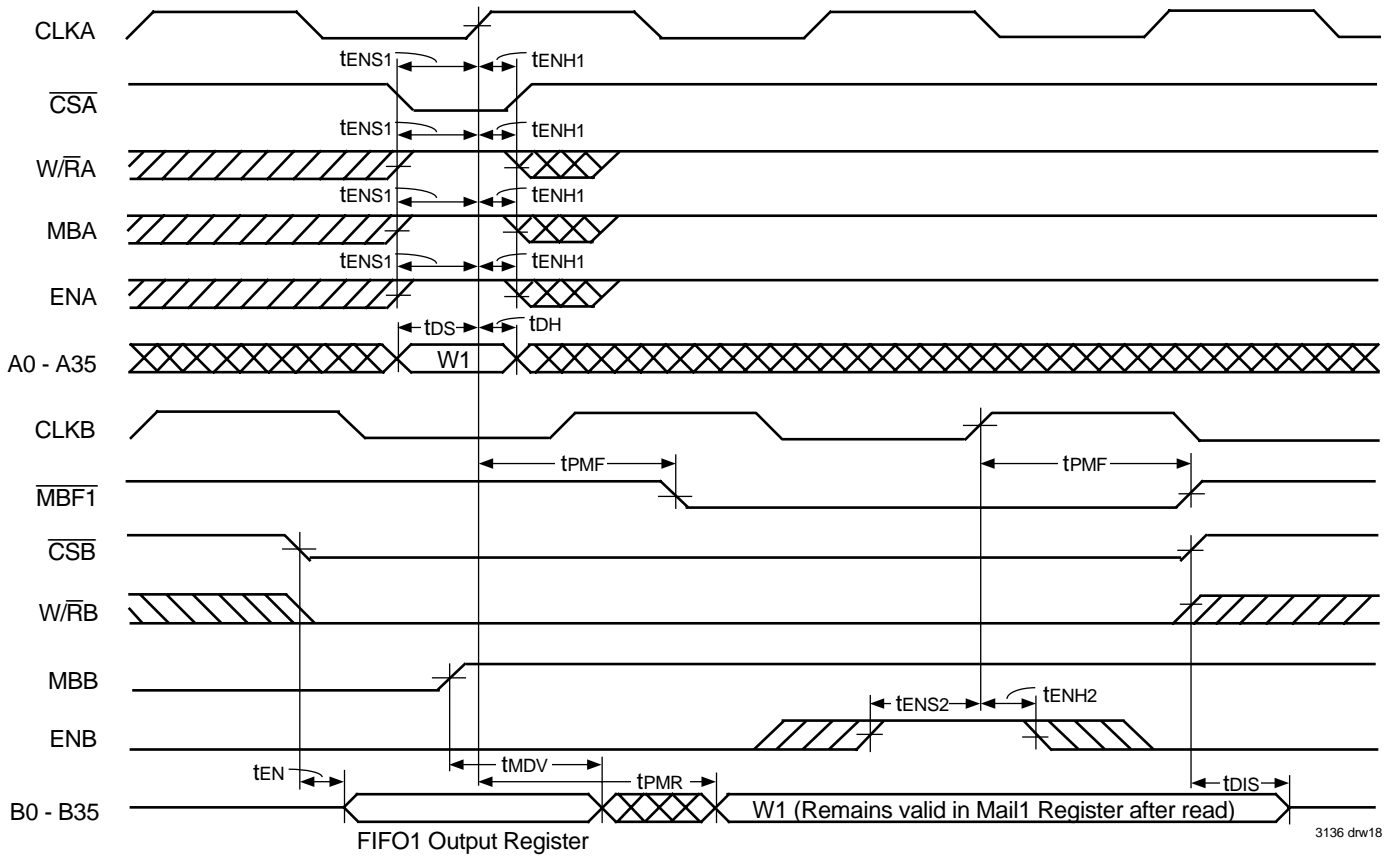 CLKA
tENS1 tENH1
CSA
tENS1 tENH1
W/RA
tENS1 tENH1
MBA
tENS1 tENH1
ENA
tDS tDH
A0 - A35 W1
CLKB
tPMF tPMF
MBF1
CSB
W/RB
MBB
tENS2 tENH2
ENB
tEN tMDV tPMR tDIS
B0 - B35 W1 (Remains valid in Mail1 Register after read)
FIFO1 Output Register
3136 drw18